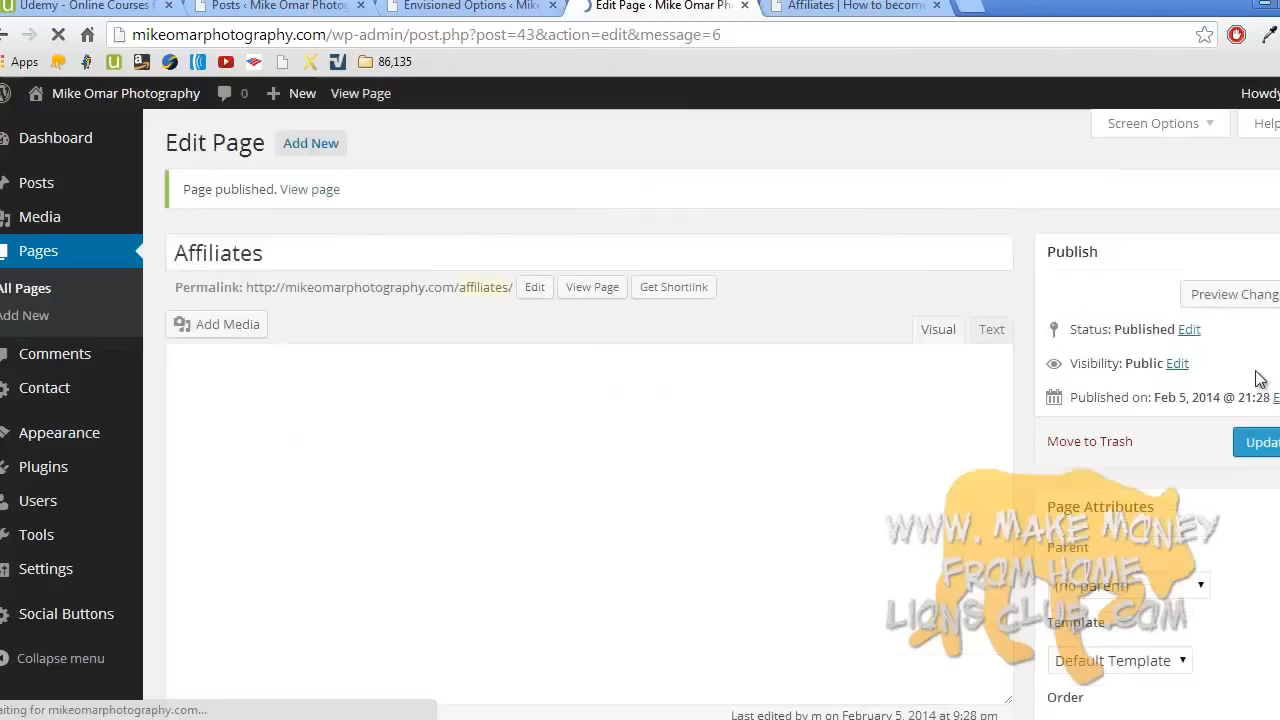 Udemy - Online Courses f
Posts ‹ Mike Omar Photogra
Envisioned Options ‹ Mik
Edit Page ‹ Mike Omar Ph
Affiliates | How to becom
mikeomarphotography.com/wp-admin/post.php?post=43&action=edit&message=6
Apps
86,135
Mike Omar Photography
0
New
View Page
Howdy
Dashboard
Posts
Media
Pages
All Pages
Add New
Comments
Contact
Appearance
Plugins
Users
Tools
Settings
Social Buttons
Collapse menu
Screen Options
Help
Edit Page
Add New
Page published. View page
Affiliates
Permalink: http://mikeomarphotography.com/affiliates/
Edit
View Page
Get Shortlink
Add Media
Visual
Text
Last edited by m on February 5, 2014 at 9:28 pm
Publish
Preview Chang
Status: Published Edit
Visibility: Public Edit
Published on: Feb 5, 2014 @ 21:28 E
Move to Trash
Updat
Page Attributes
Parent
(no parent)
Template
Default Template
Order
www. Make Money
From Home
Lions Club.com
aiting for mikeomarphotography.com...